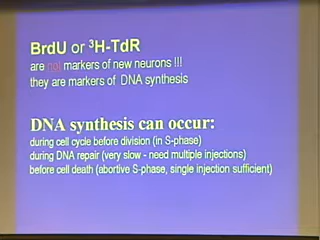 BrdU or ³H-TdR
are not markers of new neurons !!!
they are markers of DNA synthesis
DNA synthesis can occur:
during cell cycle before division (in S-phase)
during DNA repair (very slow - need multiple injections)
before cell death (abortive S-phase, single injection sufficient)